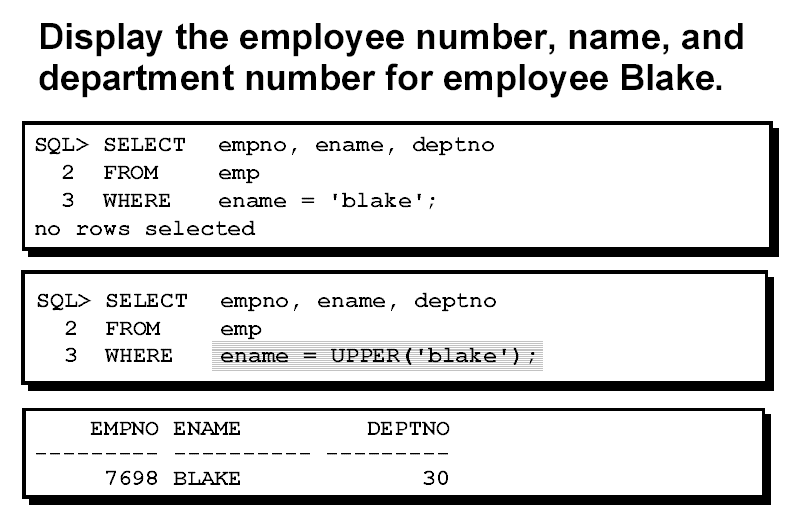 Display the employee number, name, and
department number for employee Blake.
SQL> SELECT   empno, ename, deptno
  2  FROM     emp
  3  WHERE    ename = 'blake';
no rows selected
SQL> SELECT   empno, ename, deptno
  2  FROM     emp
  3  WHERE    ename = UPPER('blake');
    EMPNO ENAME         DEPTNO
--------- ---------- ---------
     7698 BLAKE             30